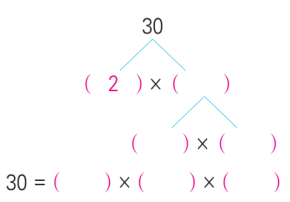 30
( 2 ) × (   )
(   ) × (   )
30 = (   ) × (   ) × (   )